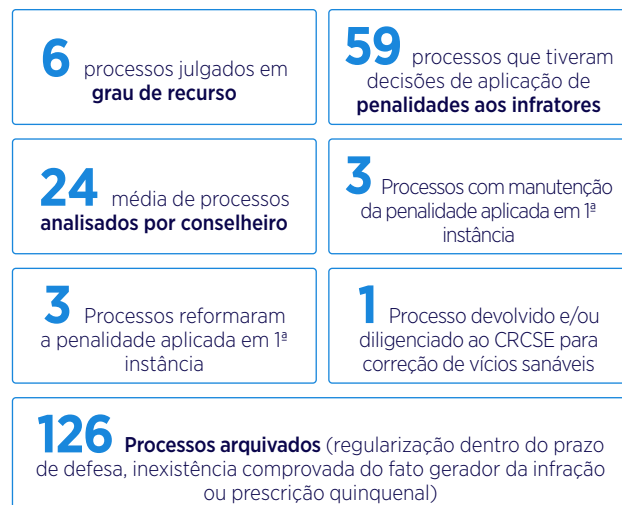 6 processos julgados em
grau de recurso
59 processos que tiveram
decisões de aplicação de
penalidades aos infratores
24 média de processos
analisados por conselheiro
3 Processos com manutenção
da penalidade aplicada em 1ª
instância
3 Processos reformaram
a penalidade aplicada em 1ª
instância
1 Processo devolvido e/ou
diligenciado ao CRCSE para
correção de vícios sanáveis
126 Processos arquivados (regularização dentro do prazo
de defesa, inexistência comprovada do fato gerador da infração
ou prescrição quinquenal)